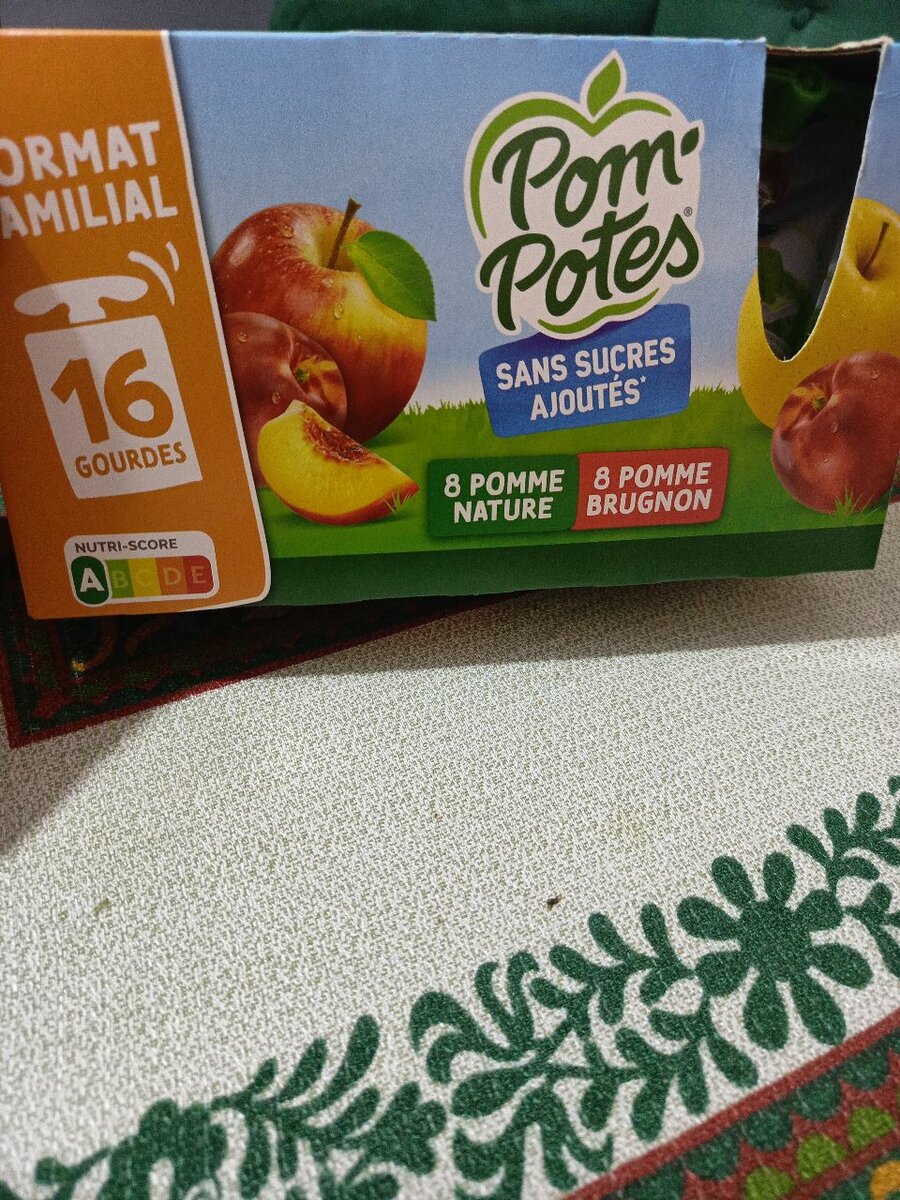 ORMAT
AMILIAL
16
GOURDES
NUTRI-SCORE
A B C D E
Pom·
Potes®
SANS SUCRES
AJOUTÉS*
8 POMME
NATURE
8 POMME
BRUGNON